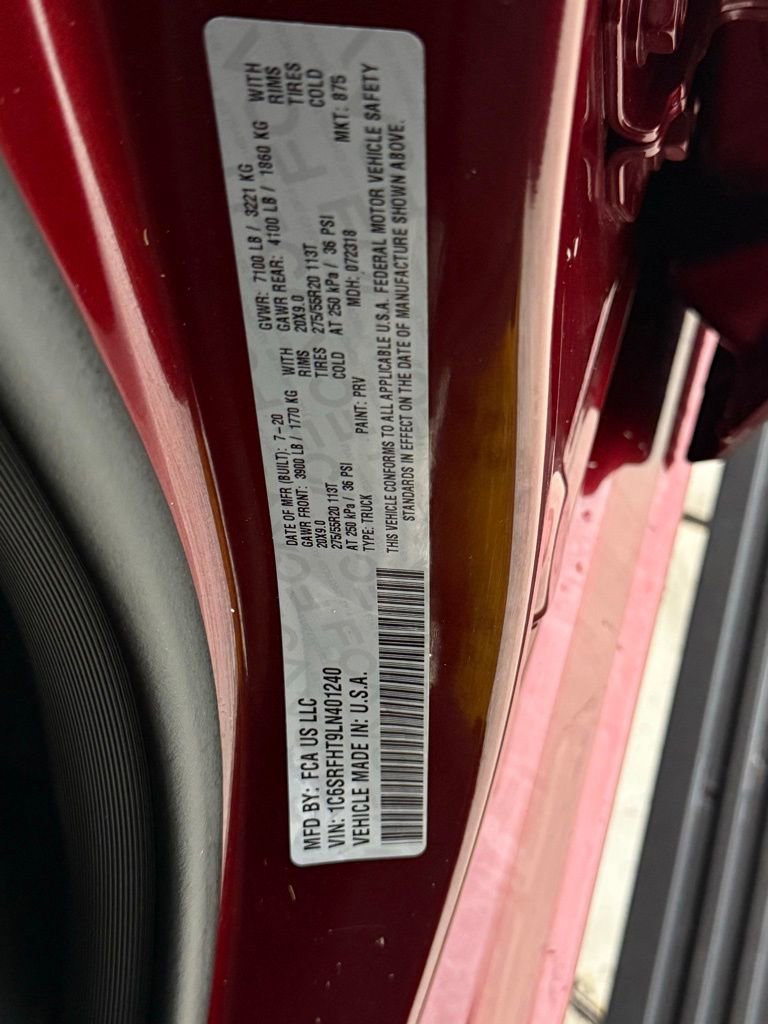 MFD BY: FCA US LLC
DATE OF MFR (BUILT): 7-20
GVWR: 7100 LB / 3221 KG
GAWR FRONT: 3900 LB / 1770 KG WITH
GAWR REAR: 4100 LB / 1860 KG WITH
20X9.0 RIMS
20X9.0 RIMS
275/55R20 113T TIRES
275/55R20 113T TIRES
AT 250 kPa / 36 PSI COLD
AT 250 kPa / 36 PSI COLD
VIN: 1C6SRFHT9LN401240
TYPE: TRUCK PAINT: PRV MDH: 072318 MKT: 875
VEHICLE MADE IN: U.S.A.
THIS VEHICLE CONFORMS TO ALL APPLICABLE U.S.A. FEDERAL MOTOR VEHICLE SAFETY
STANDARDS IN EFFECT ON THE DATE OF MANUFACTURE SHOWN ABOVE.